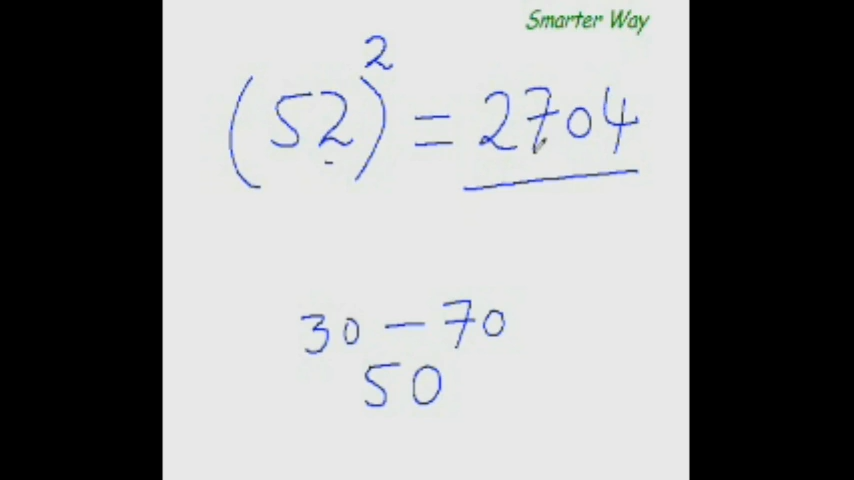 Smarter Way
(52)² = 2704
30 – 70
50